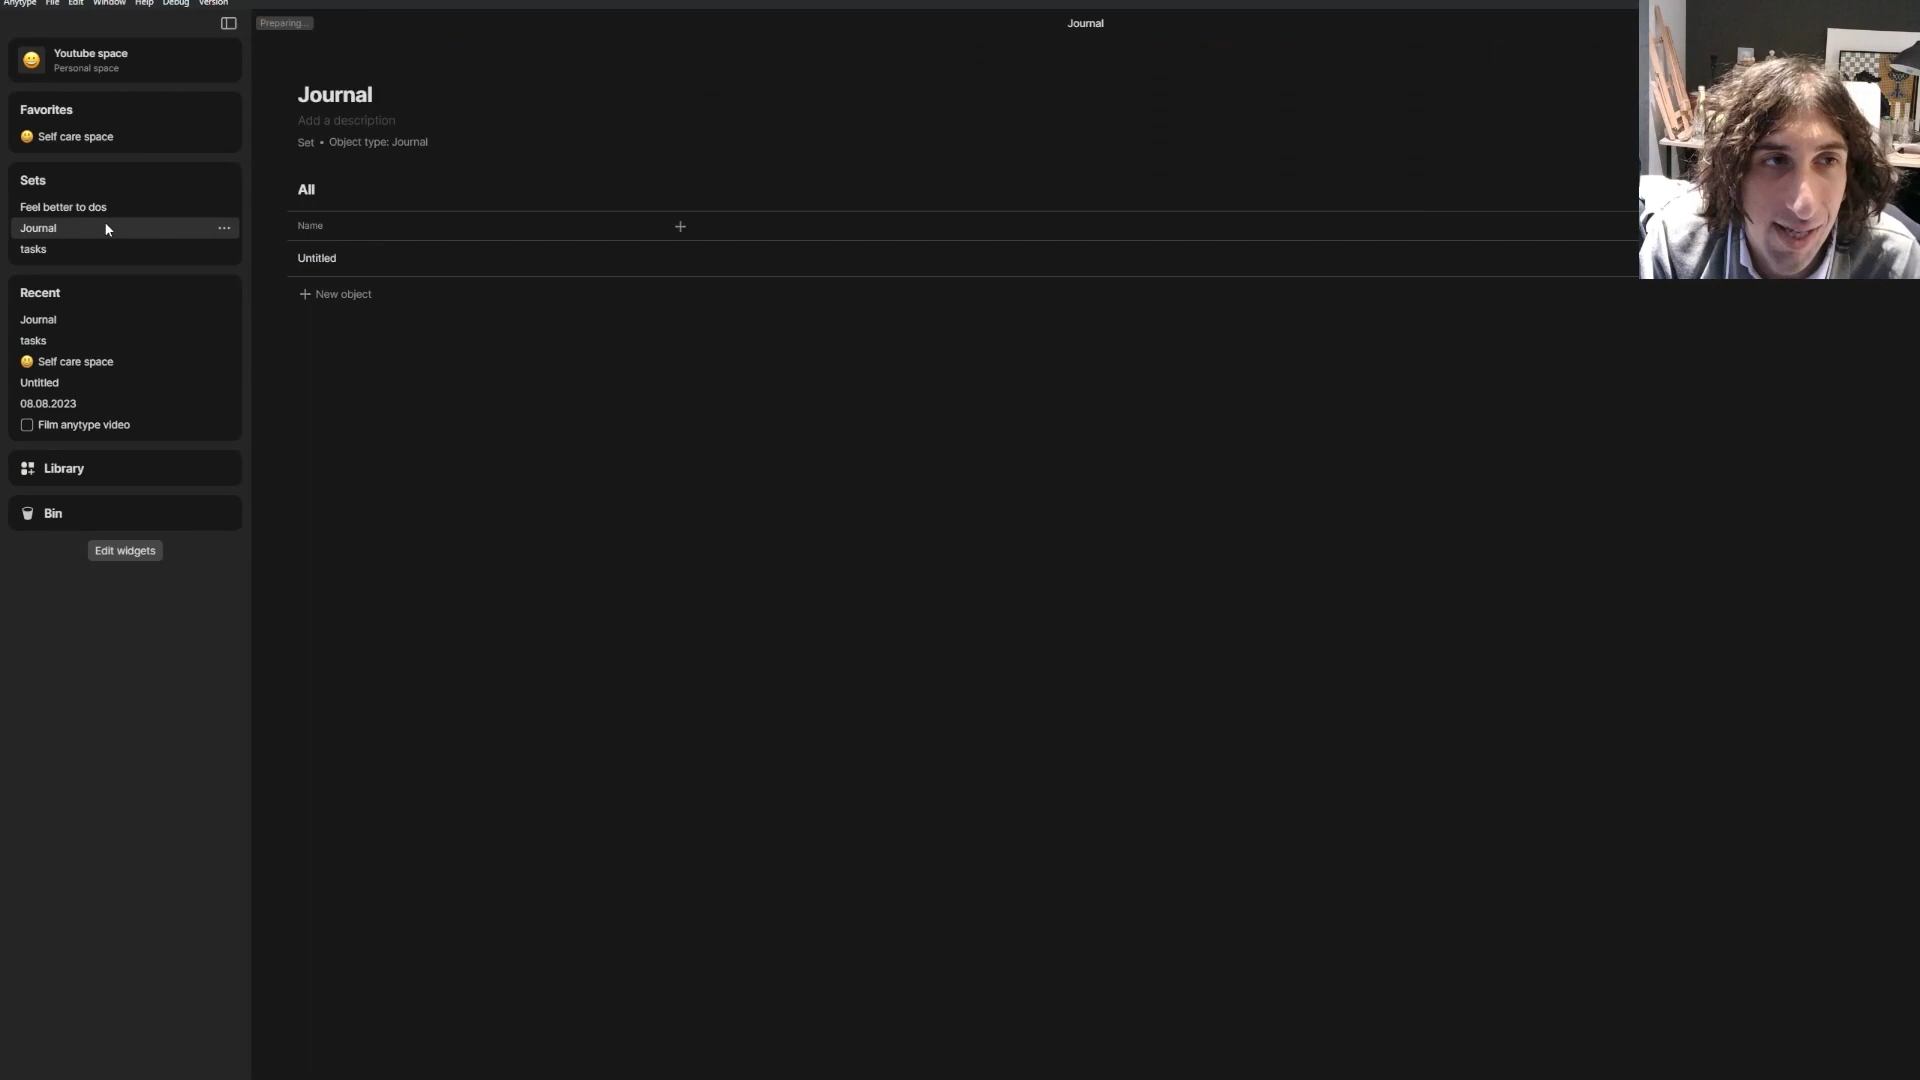 Anytype File Edit Window Help Debug Version
Preparing...
Journal
Youtube space
Personal space
Favorites
Self care space
Sets
Feel better to dos
Journal
tasks
Recent
Journal
tasks
Self care space
Untitled
08.08.2023
Film anytype video
Library
Bin
Edit widgets
Journal
Add a description
Set • Object type: Journal
All
Name
Untitled
New object